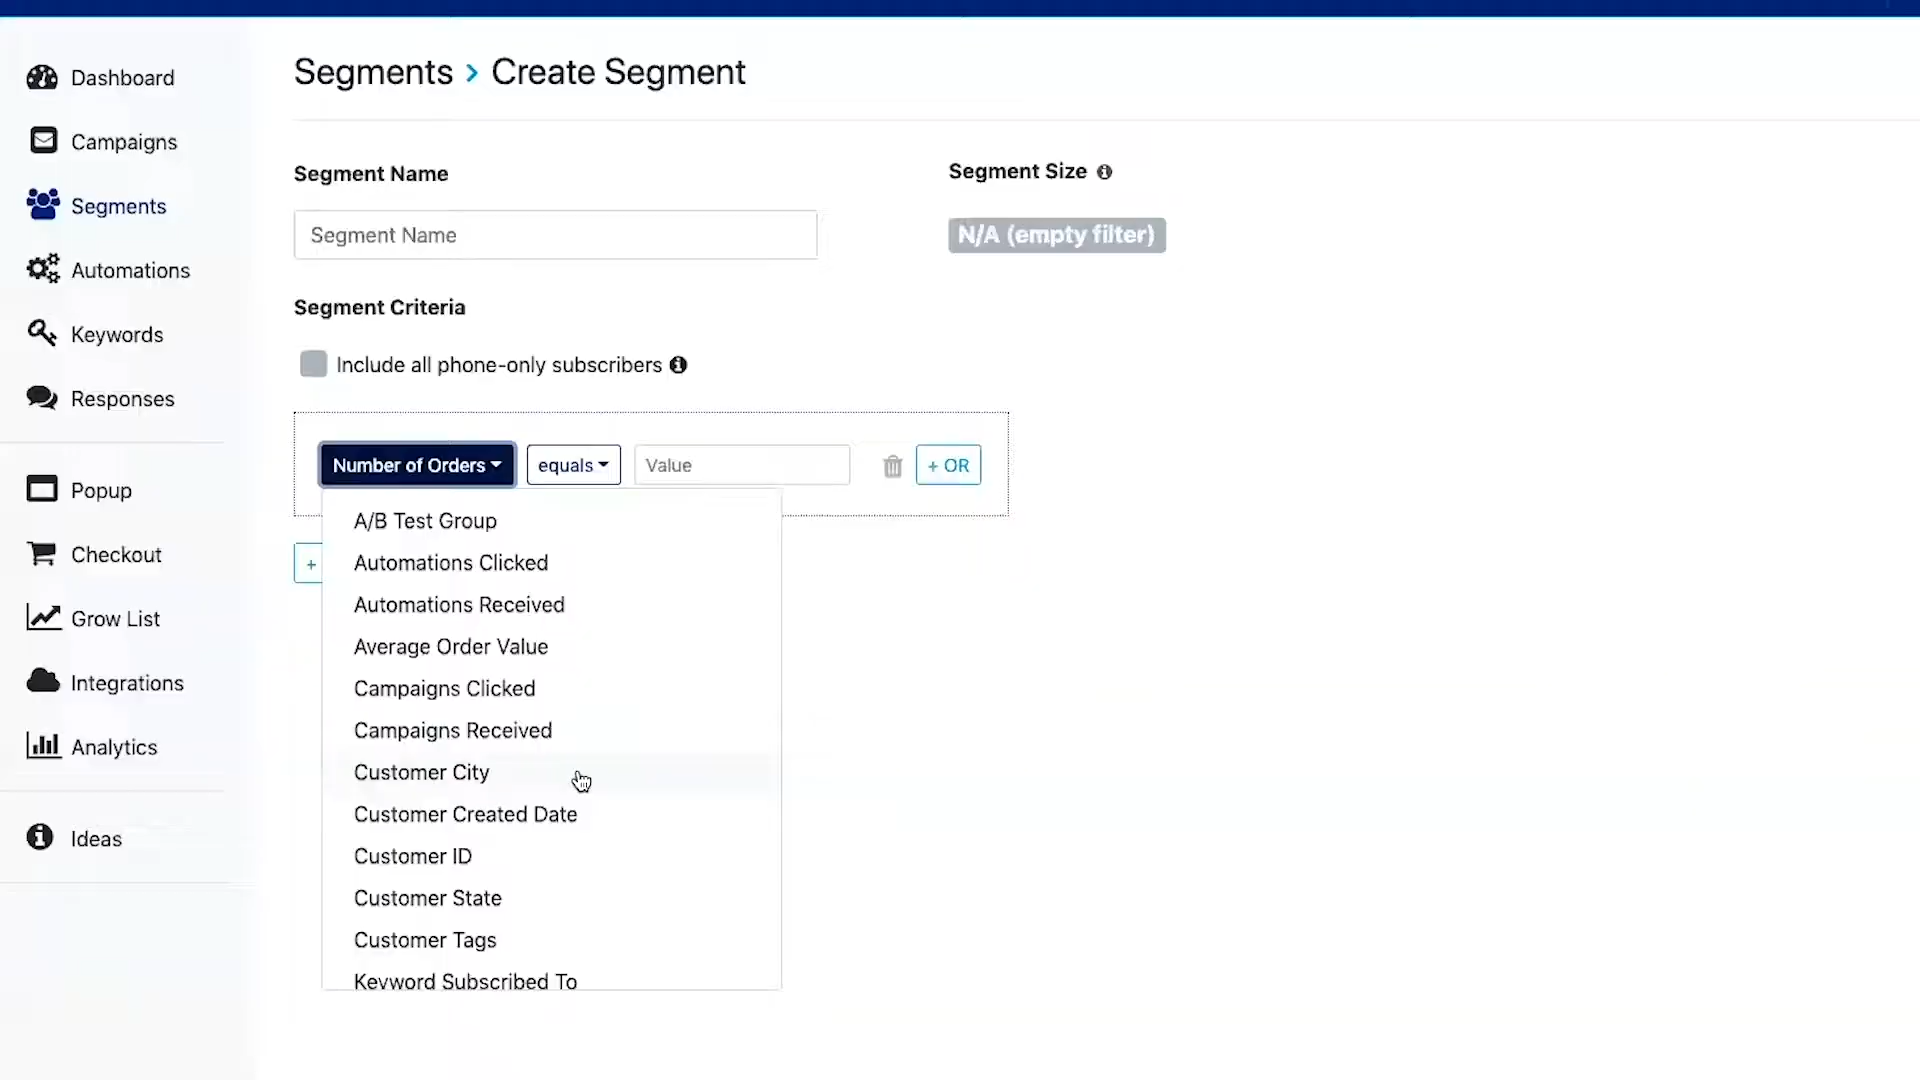 Dashboard
Campaigns
Segments
Automations
Keywords
Responses
Popup
Checkout
Grow List
Integrations
Analytics
Ideas
Segments > Create Segment
Segment Name
Segment Name
Segment Size
N/A (empty filter)
Segment Criteria
Include all phone-only subscribers
Number of Orders equals Value + OR
+
A/B Test Group
Automations Clicked
Automations Received
Average Order Value
Campaigns Clicked
Campaigns Received
Customer City
Customer Created Date
Customer ID
Customer State
Customer Tags
Keyword Subscribed To